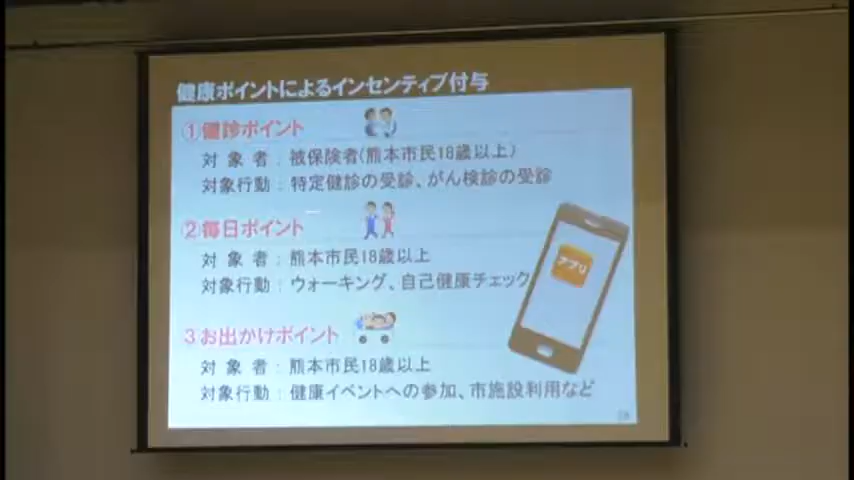 健康ポイントによるインセンティブ付与
①健診ポイント
対象者：被保険者(熊本市民18歳以上)
対象行動：特定健診の受診、がん検診の受診
②毎日ポイント
対象者：熊本市民18歳以上
対象行動：ウォーキング、自己健康チェック
アプリ
3お出かけポイント
対象者：熊本市民18歳以上
対象行動：健康イベントへの参加、市施設利用など